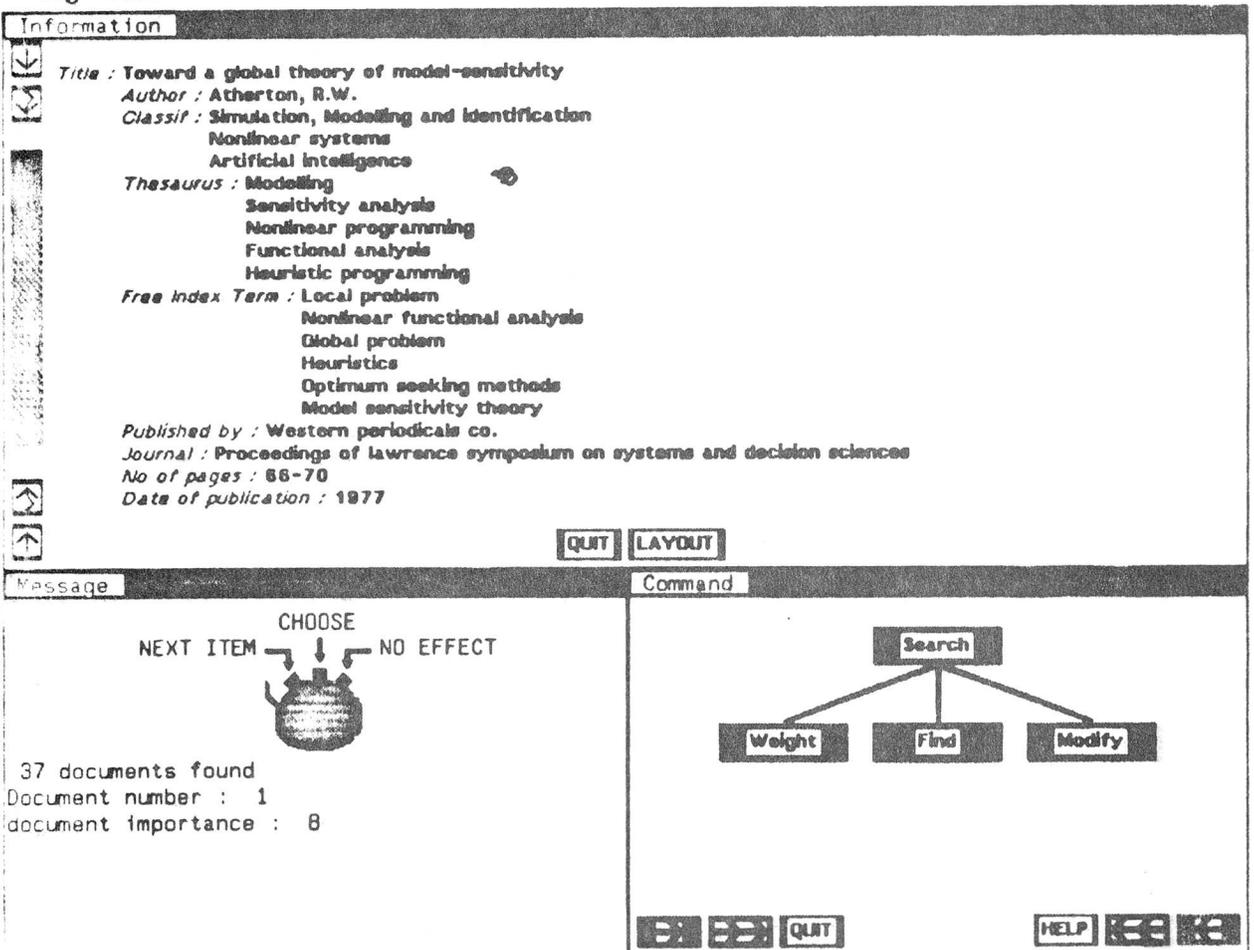 Information
Title : Toward a global theory of model-sensitivity
Author : Atherton, R.W.
Classif : Simulation, Modelling and identification
Nonlinear systems
Artificial intelligence
Thesaurus : Modelling
Sensitivity analysis
Nonlinear programming
Functional analysis
Heuristic programming
Free Index Term : Local problem
Nonlinear functional analysis
Global problem
Heuristics
Optimum seeking methods
Model sensitivity theory
Published by : Western periodicals co.
Journal : Proceedings of lawrence symposium on systems and decision sciences
No of pages : 66-70
Date of publication : 1977
QUIT LAYOUT
Message
CHOOSE
NEXT ITEM NO EFFECT
37 documents found
Document number : 1
document importance : 8
Command
Search
Weight Find Modify
QUIT HELP